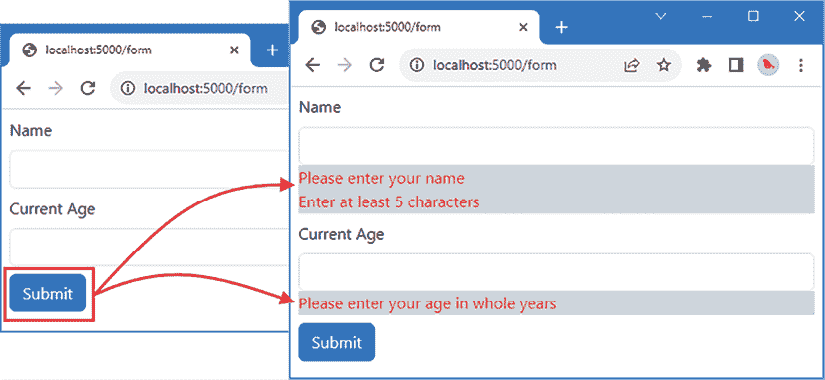 localhost:5000/form
localhost:5000/form
Name
Current Age
Submit
localhost:5000/form
localhost:5000/form
Name
Please enter your name
Enter at least 5 characters
Current Age
Please enter your age in whole years
Submit